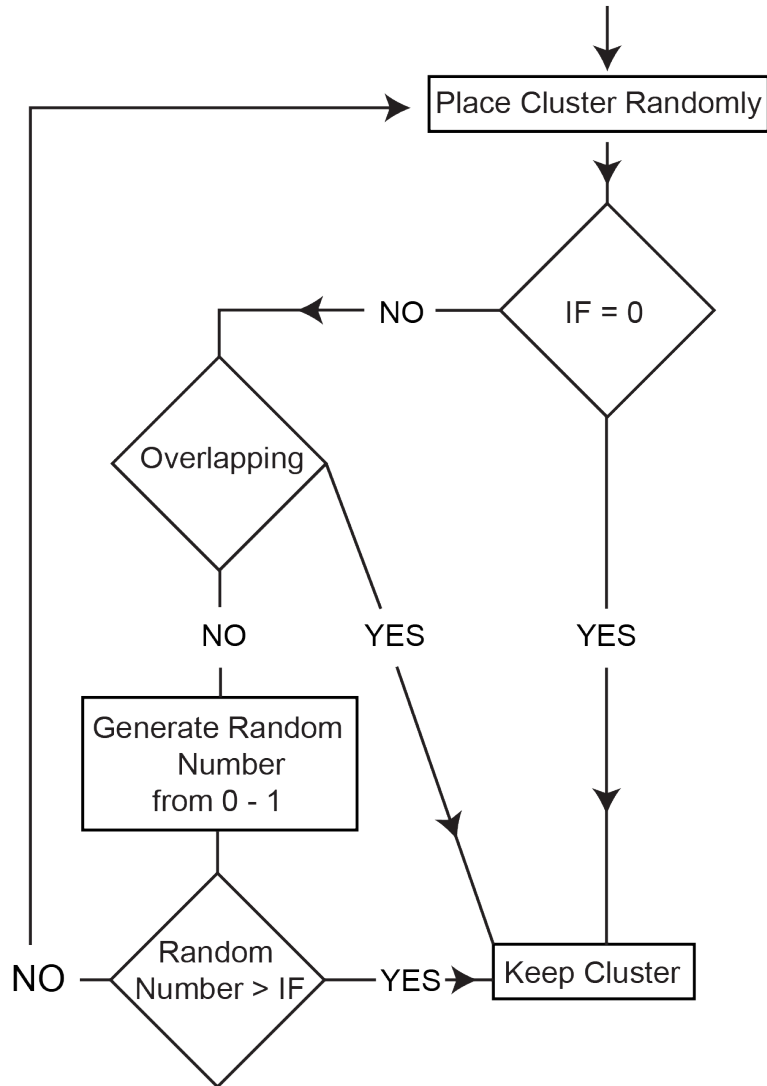 Place Cluster Randomly
IF = 0
NO
Overlapping
NO
YES
YES
Generate Random
Number
from 0 - 1
Random
Number > IF
NO
YES
Keep Cluster